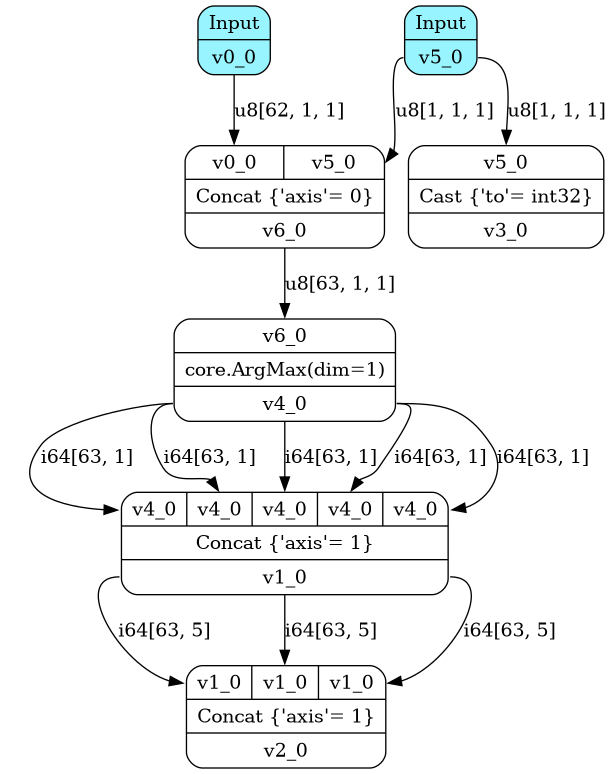 Input
v0_0
Input
v5_0
u8[62, 1, 1]
u8[1, 1, 1]
u8[1, 1, 1]
v0_0 v5_0
Concat {'axis'= 0}
v6_0
v5_0
Cast {'to'= int32}
v3_0
u8[63, 1, 1]
v6_0
core.ArgMax(dim=1)
v4_0
i64[63, 1] i64[63, 1] i64[63, 1] i64[63, 1] i64[63, 1]
v4_0 v4_0 v4_0 v4_0 v4_0
Concat {'axis'= 1}
v1_0
i64[63, 5] i64[63, 5] i64[63, 5]
v1_0 v1_0 v1_0
Concat {'axis'= 1}
v2_0